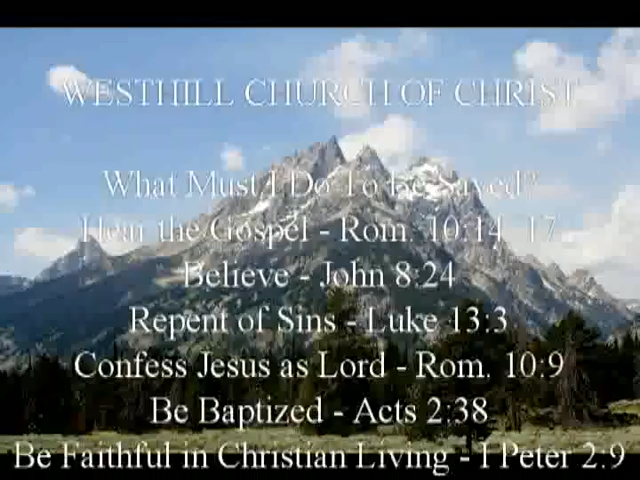 WESTHILL CHURCH OF CHRIST
What Must I Do To Be Saved?
Hear the Gospel - Rom. 10:14, 17
Believe - John 8:24
Repent of Sins - Luke 13:3
Confess Jesus as Lord - Rom. 10:9
Be Baptized - Acts 2:38
Be Faithful in Christian Living - I Peter 2:9